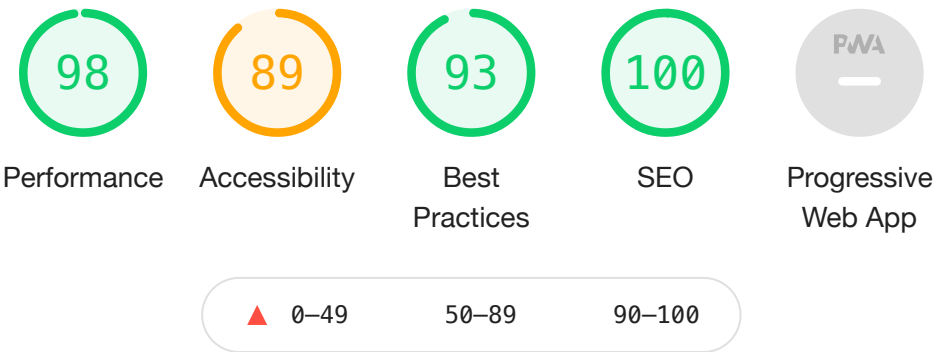 98 89 93 100 PWA
Performance Accessibility Best Practices SEO Progressive Web App
0–49 50–89 90–100